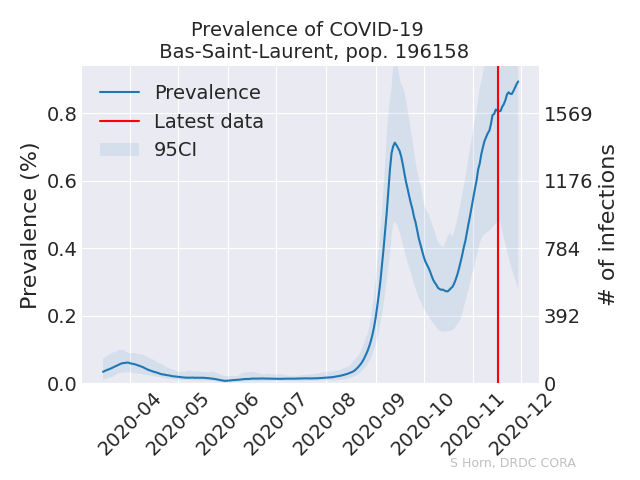 Prevalence of COVID-19
Bas-Saint-Laurent, pop. 196158
Prevalence
Latest data
95CI
Prevalence (%)
0.8
0.6
0.4
0.2
0.0
1569
1176
784
392
0
# of infections
2020-04
2020-05
2020-06
2020-07
2020-08
2020-09
2020-10
2020-11
2020-12
S Horn, DRDC CORA